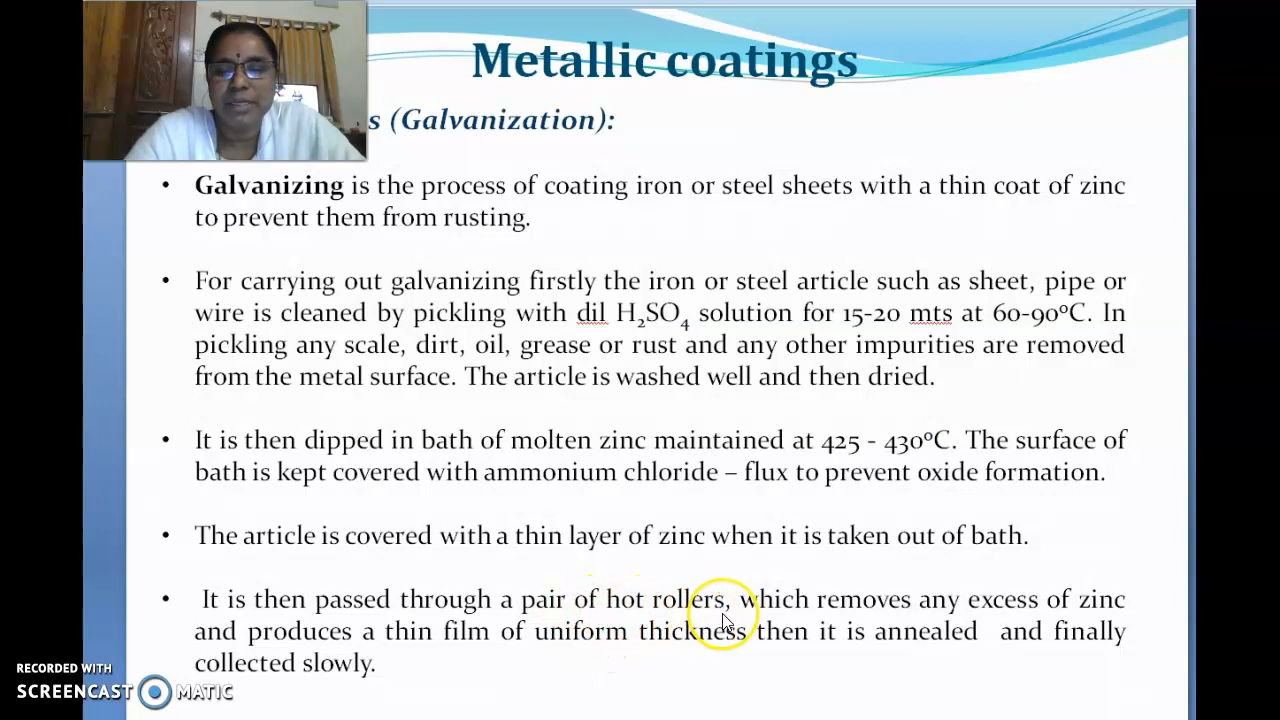 Metallic coatings
s (Galvanization):
• Galvanizing is the process of coating iron or steel sheets with a thin coat of zinc
to prevent them from rusting.
• For carrying out galvanizing firstly the iron or steel article such as sheet, pipe or
wire is cleaned by pickling with dil H₂SO₄ solution for 15-20 mts at 60-90⁰C. In
pickling any scale, dirt, oil, grease or rust and any other impurities are removed
from the metal surface. The article is washed well and then dried.
• It is then dipped in bath of molten zinc maintained at 425 - 430⁰C. The surface of
bath is kept covered with ammonium chloride – flux to prevent oxide formation.
• The article is covered with a thin layer of zinc when it is taken out of bath.
• It is then passed through a pair of hot rollers, which removes any excess of zinc
and produces a thin film of uniform thickness then it is annealed and finally
collected slowly.
RECORDED WITH
SCREENCAST MATIC